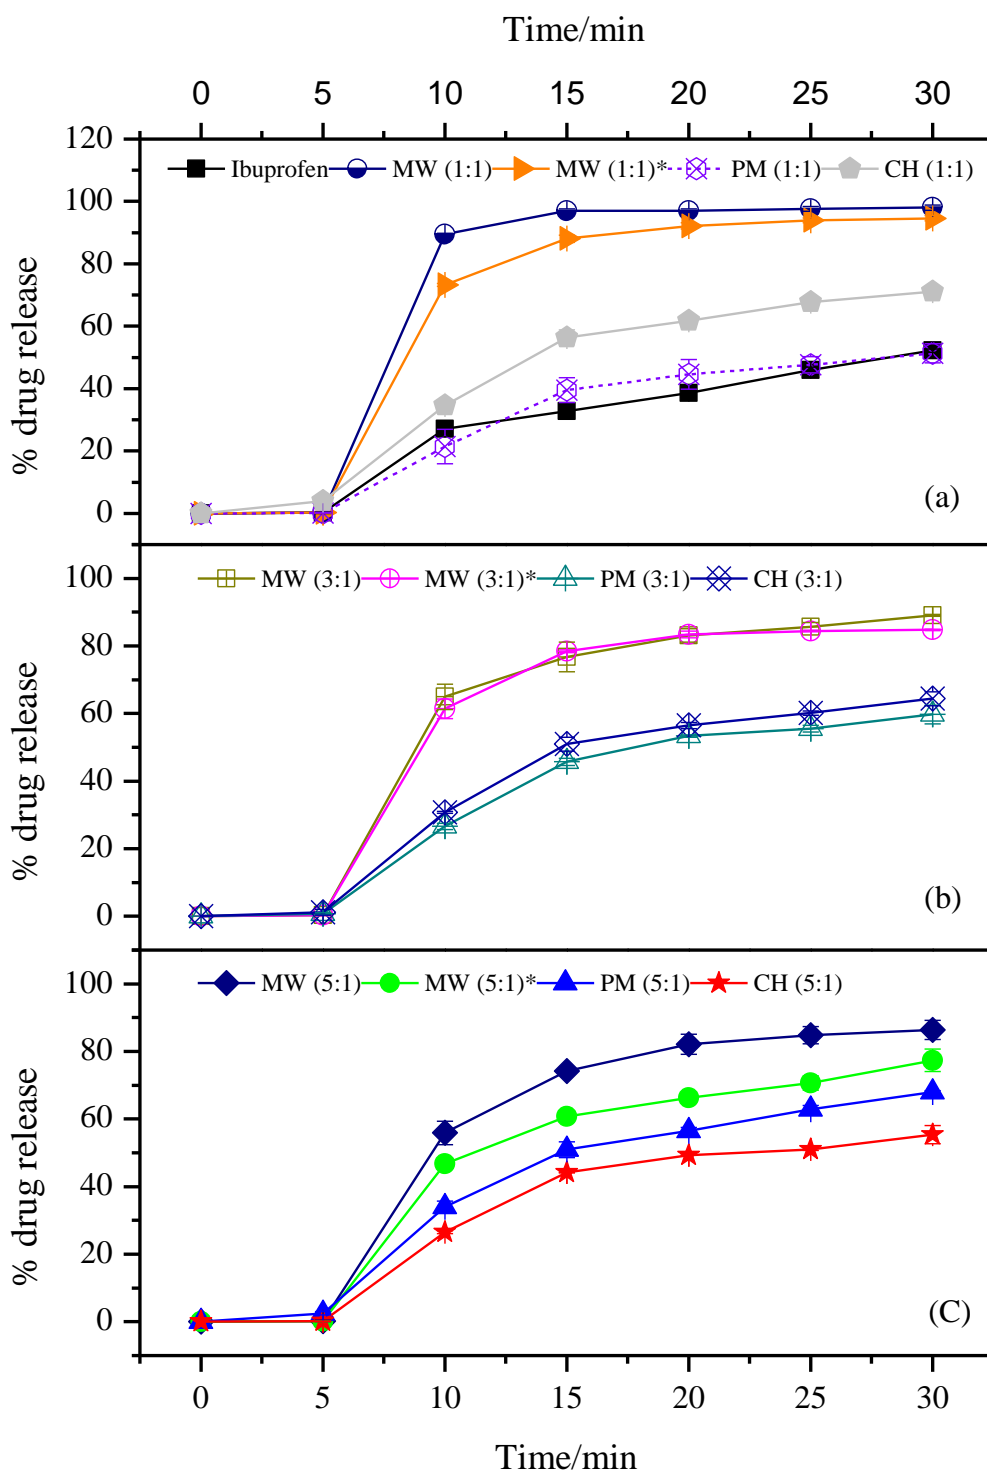 Time/min
0 5 10 15 20 25 30
120
Ibuprofen MW (1:1) MW (1:1)* PM (1:1) CH (1:1)
100
80
60
40
20
0
% drug release
(a)
MW (3:1) MW (3:1)* PM (3:1) CH (3:1)
100
80
60
40
20
0
% drug release
(b)
MW (5:1) MW (5:1)* PM (5:1) CH (5:1)
100
80
60
40
20
0
% drug release
(C)
0 5 10 15 20 25 30
Time/min